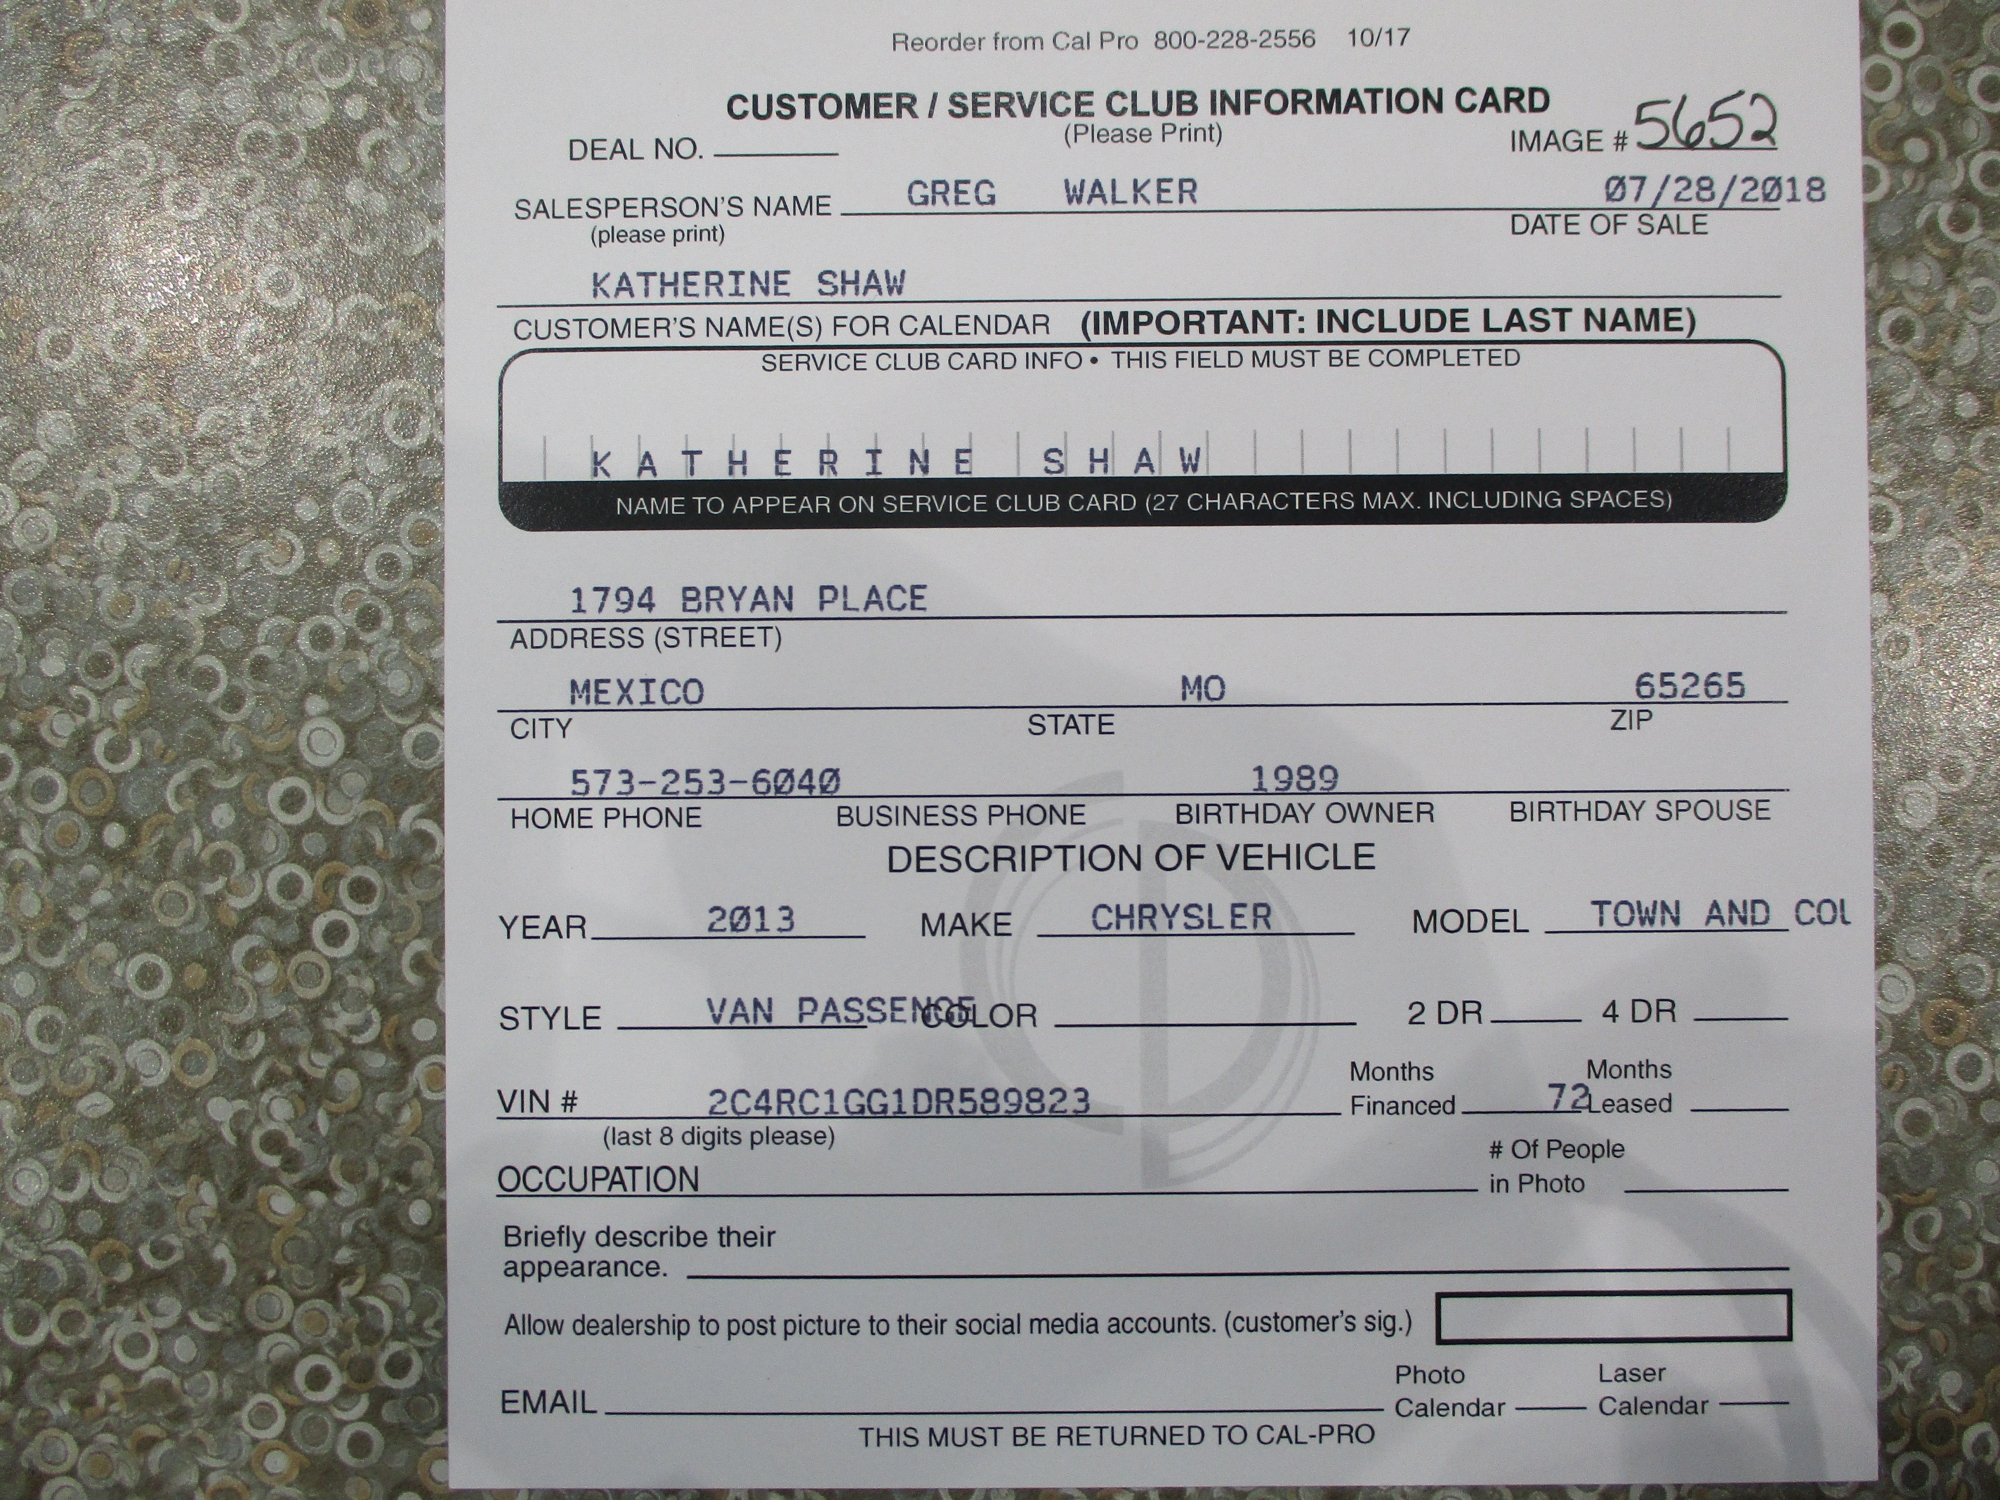 Reorder from Cal Pro 800-228-2556 10/17
CUSTOMER / SERVICE CLUB INFORMATION CARD
(Please Print)
DEAL NO. IMAGE # 5652
SALESPERSON'S NAME GREG WALKER 07/28/2018
(please print) DATE OF SALE
KATHERINE SHAW
CUSTOMER'S NAME(S) FOR CALENDAR (IMPORTANT: INCLUDE LAST NAME)
SERVICE CLUB CARD INFO • THIS FIELD MUST BE COMPLETED
K A T H E R I N E S H A W
NAME TO APPEAR ON SERVICE CLUB CARD (27 CHARACTERS MAX. INCLUDING SPACES)
1794 BRYAN PLACE
ADDRESS (STREET)
MEXICO MO 65265
CITY STATE ZIP
573-253-6040 1989
HOME PHONE BUSINESS PHONE BIRTHDAY OWNER BIRTHDAY SPOUSE
DESCRIPTION OF VEHICLE
YEAR 2013 MAKE CHRYSLER MODEL TOWN AND COU
STYLE VAN PASSENGE COLOR 2 DR 4 DR
Months Months
VIN # 2C4RC1GG1DR589823 Financed 72 Leased
(last 8 digits please)
# Of People
OCCUPATION in Photo
Briefly describe their
appearance.
Allow dealership to post picture to their social media accounts. (customer's sig.)
Photo Laser
EMAIL Calendar Calendar
THIS MUST BE RETURNED TO CAL-PRO